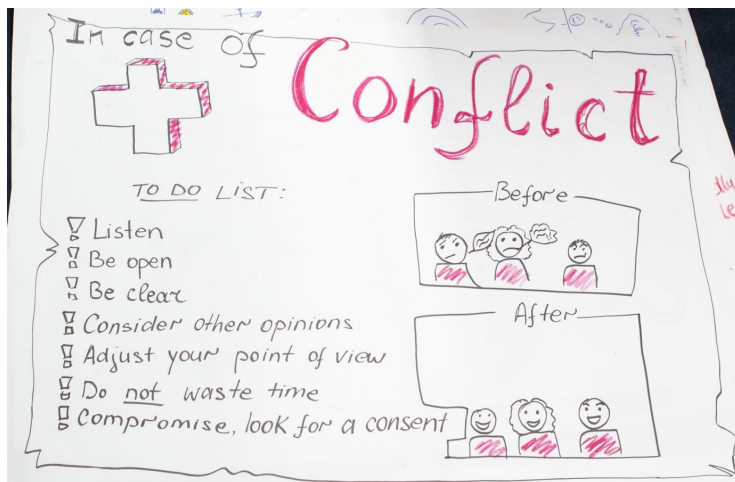 In case of
Conflict
TO DO LIST:
Listen
Be open
Be clear
Consider other opinions
Adjust your point of view
Do not waste time
Compromise, look for a consent
Before
After